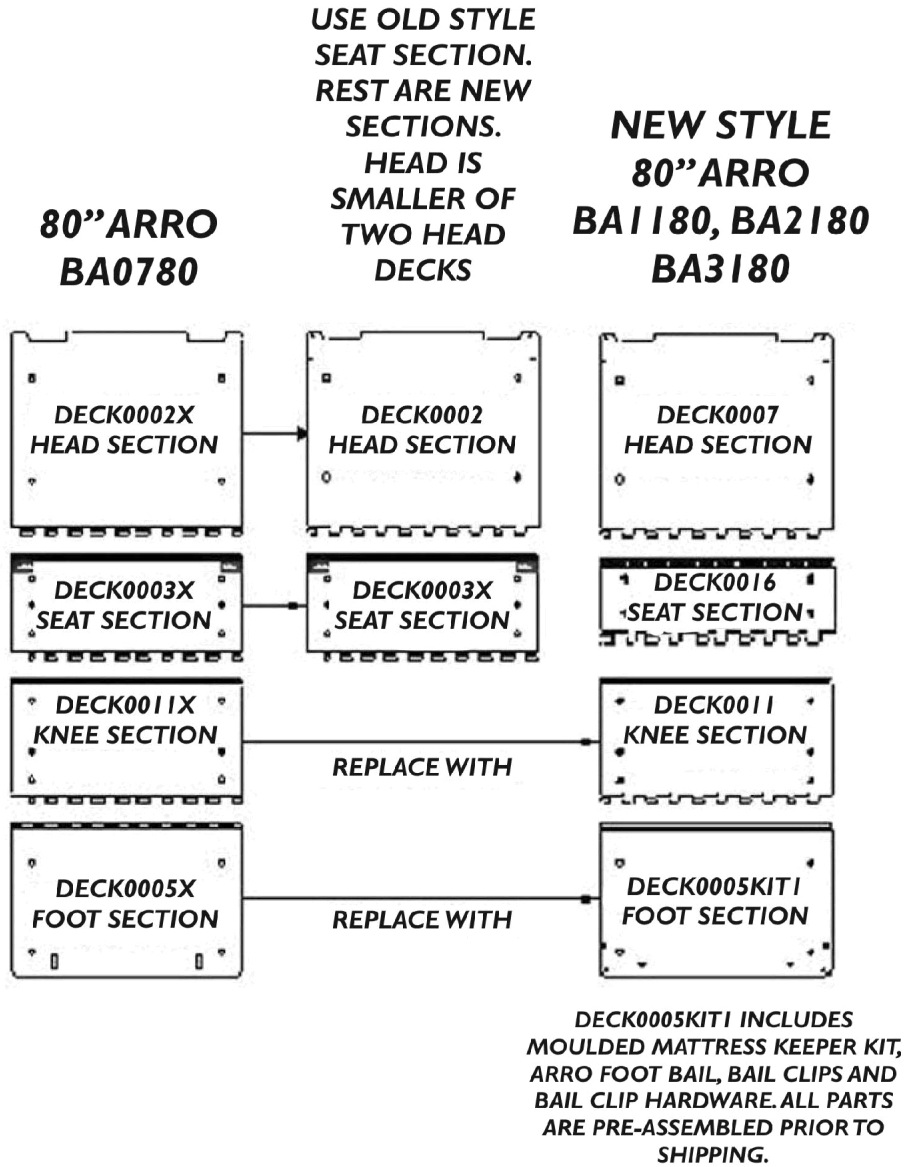 USE OLD STYLE
SEAT SECTION.
REST ARE NEW
SECTIONS.
HEAD IS
SMALLER OF
TWO HEAD
DECKS
80” ARRO
BA0780
NEW STYLE
80” ARRO
BA1180, BA2180
BA3180
DECK0002X
HEAD SECTION
DECK0002
HEAD SECTION
DECK0007
HEAD SECTION
DECK0003X
SEAT SECTION
DECK0003X
SEAT SECTION
DECK0016
SEAT SECTION
DECK0011X
KNEE SECTION
REPLACE WITH
DECK0011
KNEE SECTION
DECK0005X
FOOT SECTION
REPLACE WITH
DECK0005KIT1
FOOT SECTION
DECK0005KIT1 INCLUDES
MOULDED MATTRESS KEEPER KIT,
ARRO FOOT BAIL, BAIL CLIPS AND
BAIL CLIP HARDWARE. ALL PARTS
ARE PRE-ASSEMBLED PRIOR TO
SHIPPING.